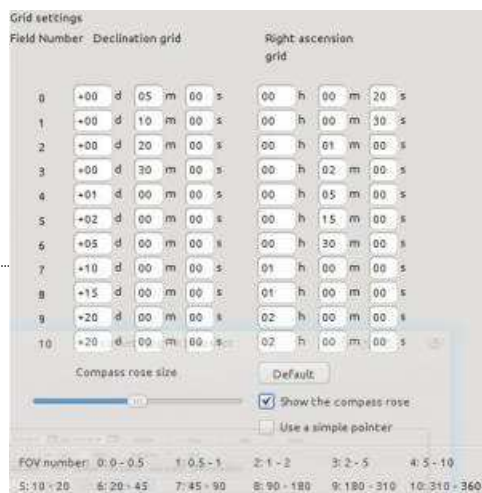 Grid settings
Field Number Declination grid Right ascension grid
0 +00 d 05 m 00 s 00 h 00 m 20 s
1 +00 d 10 m 00 s 00 h 00 m 30 s
2 +00 d 20 m 00 s 00 h 01 m 00 s
3 +00 d 30 m 00 s 00 h 02 m 00 s
4 +01 d 00 m 00 s 00 h 05 m 00 s
5 +02 d 00 m 00 s 00 h 15 m 00 s
6 +05 d 00 m 00 s 00 h 30 m 00 s
7 +10 d 00 m 00 s 01 h 00 m 00 s
8 +15 d 00 m 00 s 01 h 00 m 00 s
9 +20 d 00 m 00 s 02 h 00 m 00 s
10 +20 d 00 m 00 s 02 h 00 m 00 s
Compass rose size Default
Show the compass rose
Use a simple pointer
FOV number: 0: 0 - 0.5 1: 0.5 - 1 2: 1 - 2 3: 2 - 5 4: 5 - 10
5: 10 - 20 6: 20 - 45 7: 45 - 90 8: 90 - 180 9: 180 - 310 10: 310 - 360